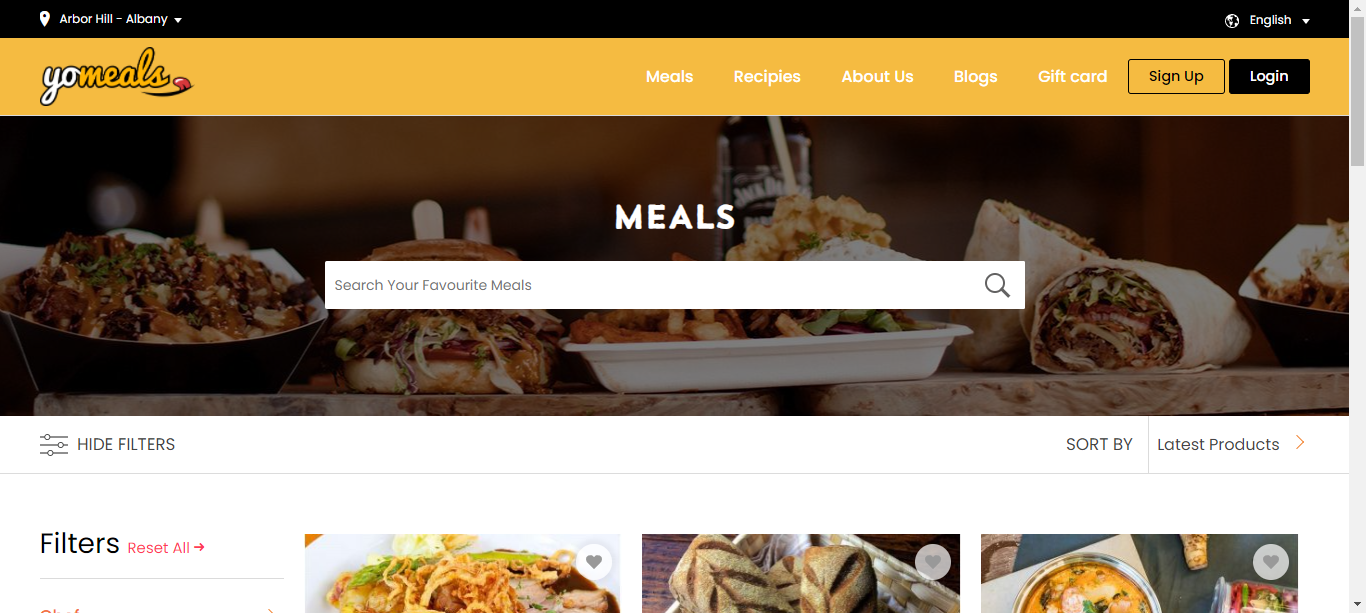 Arbor Hill - Albany
English
yomeals
Meals
Recipies
About Us
Blogs
Gift card
Sign Up
Login
MEALS
Search Your Favourite Meals
HIDE FILTERS
SORT BY
Latest Products
Filters
Reset All
Chef